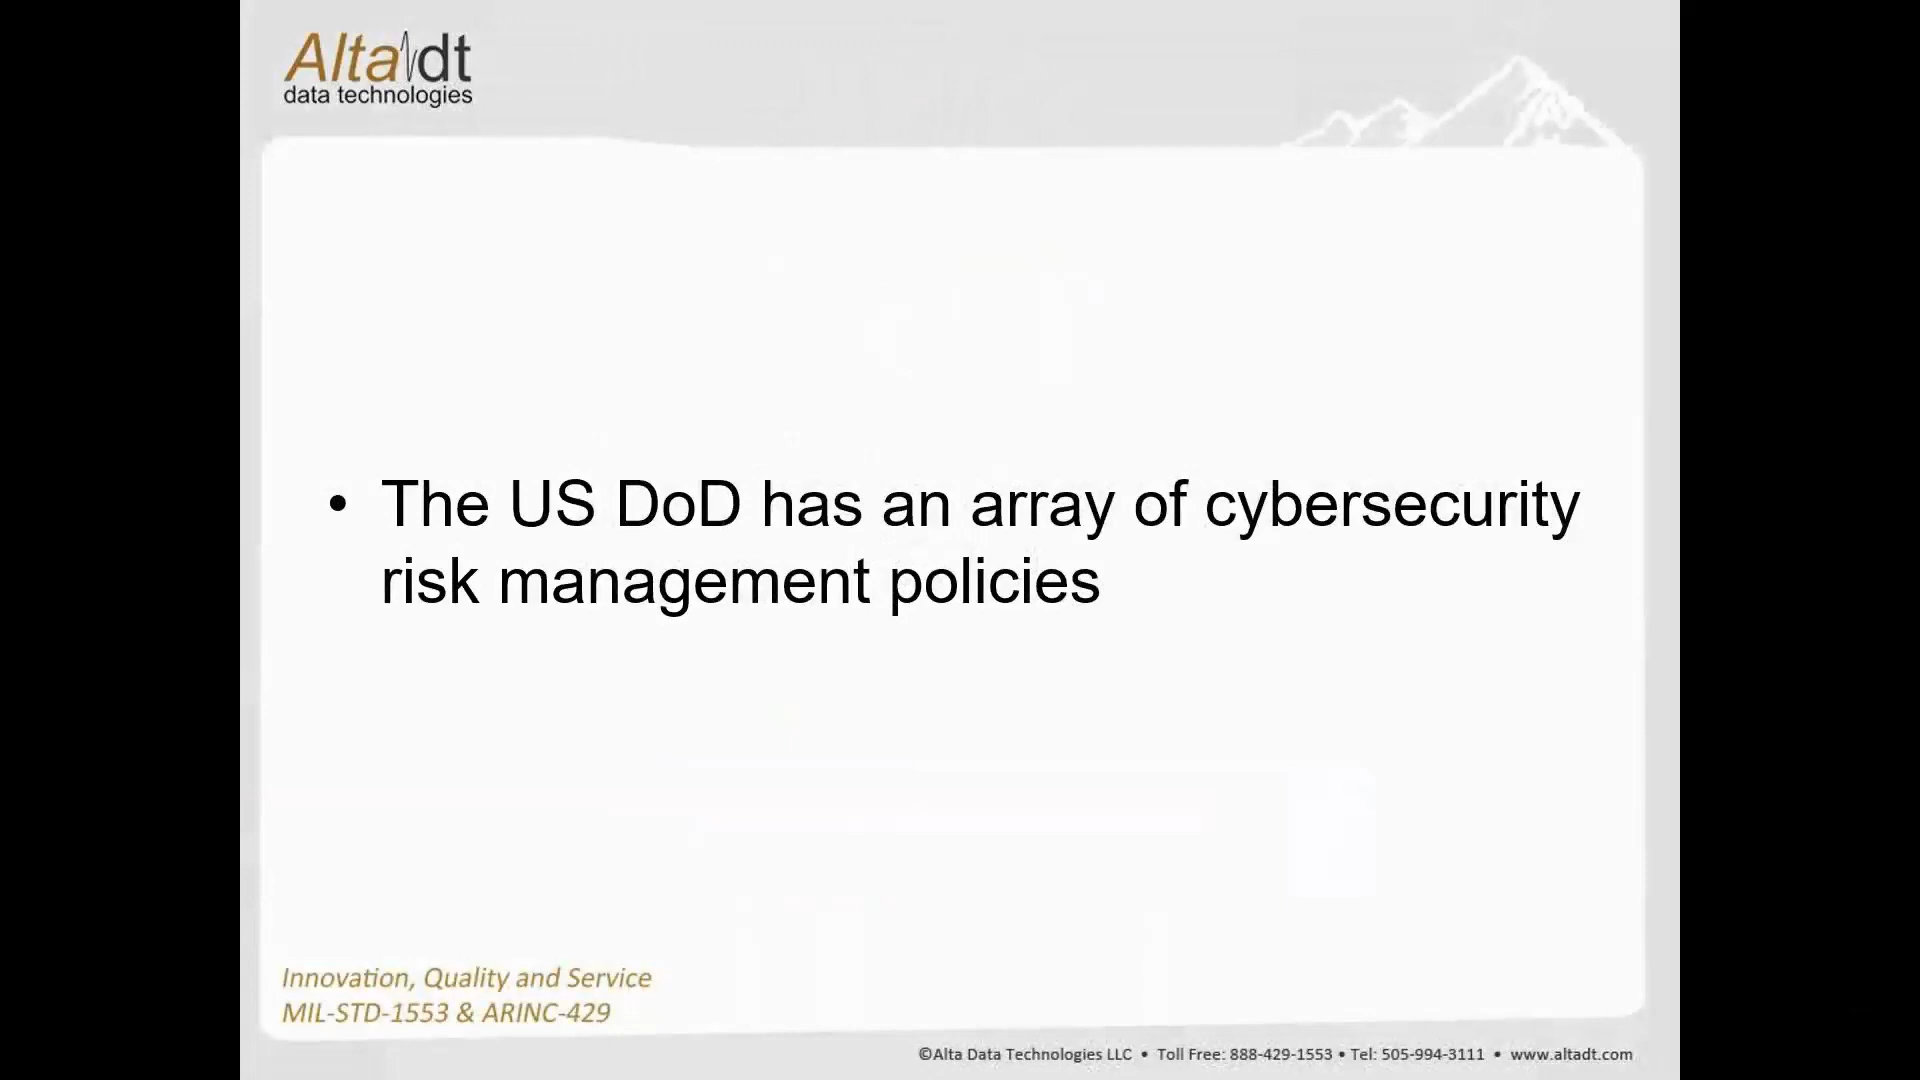 Alta dt
data technologies
• The US DoD has an array of cybersecurity
risk management policies
Innovation, Quality and Service
MIL-STD-1553 & ARINC-429
©Alta Data Technologies LLC • Toll Free: 888-429-1553 • Tel: 505-994-3111 • www.altadt.com